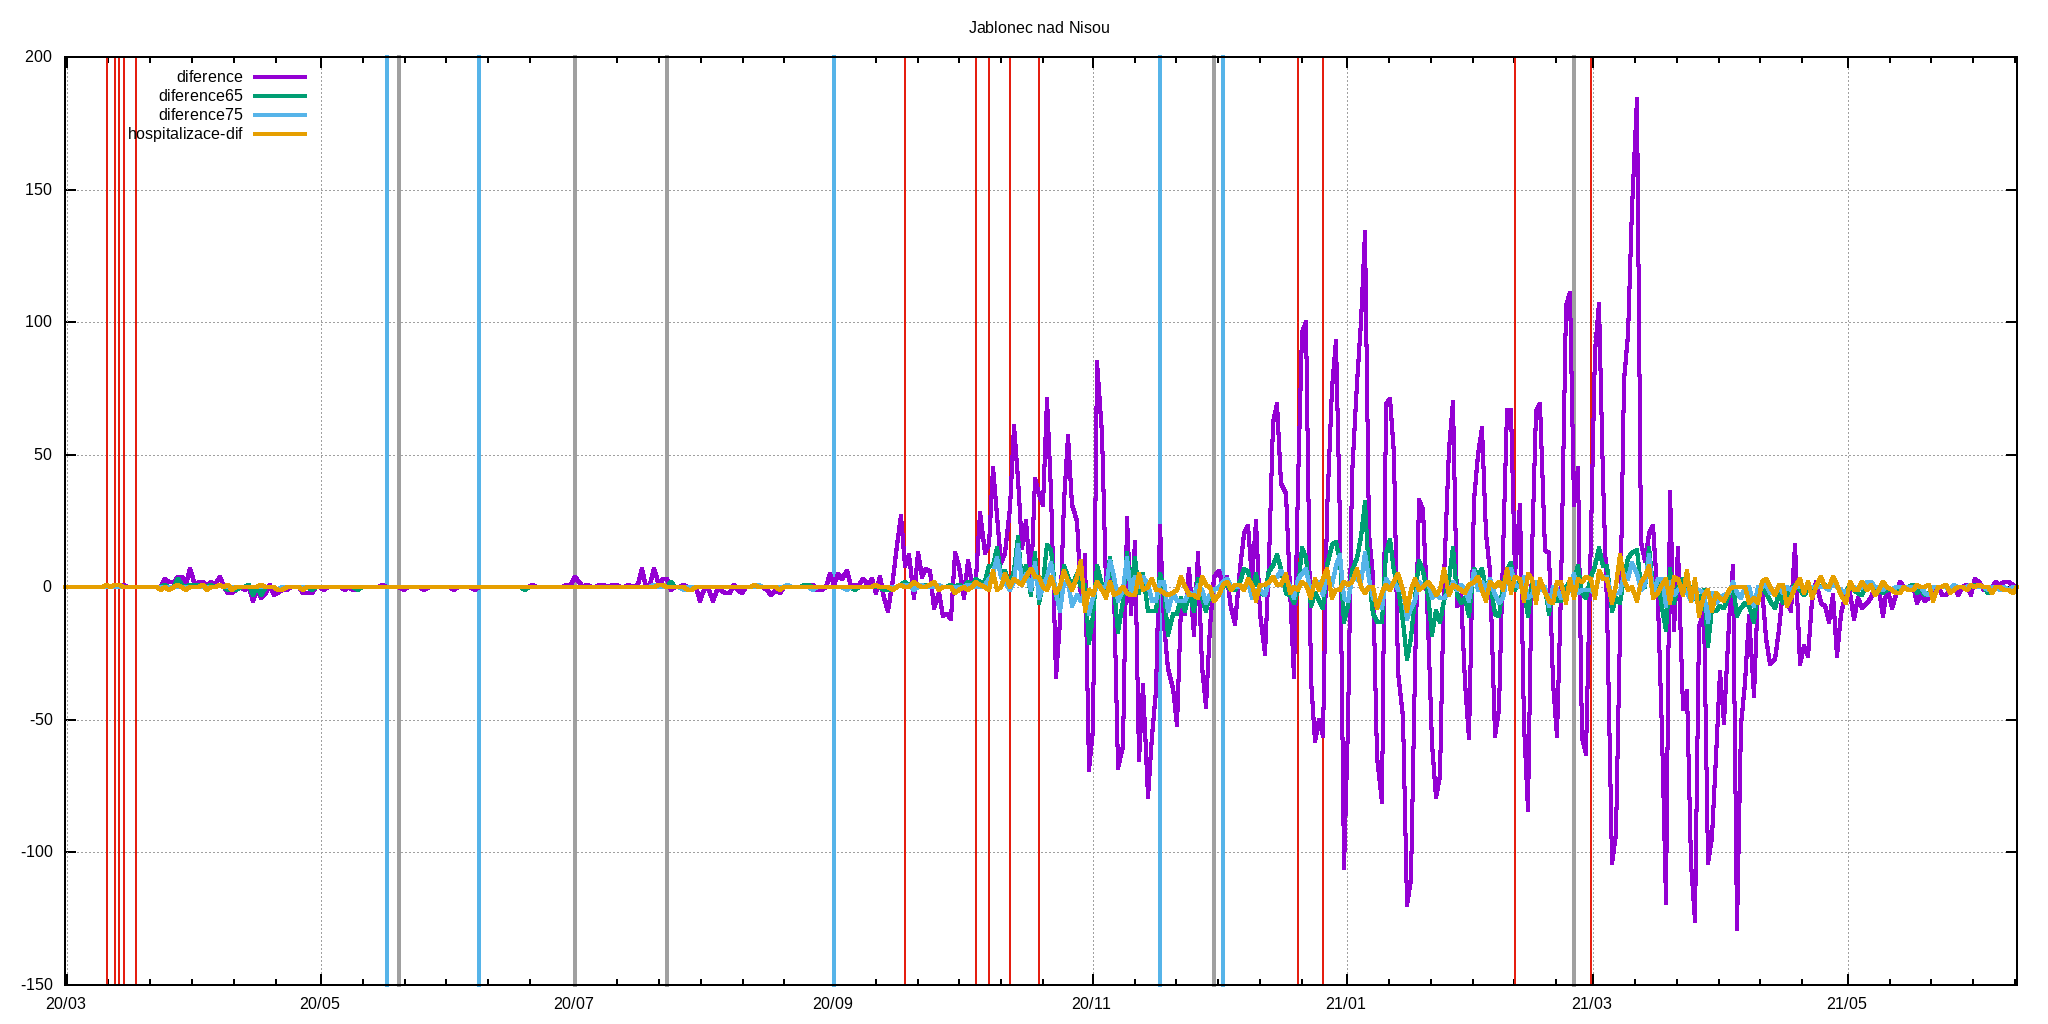 Jablonec nad Nisou
200
150
100
50
0
-50
-100
-150
diference
diference65
diference75
hospitalizace-dif
20/03 20/05 20/07 20/09 20/11 21/01 21/03 21/05